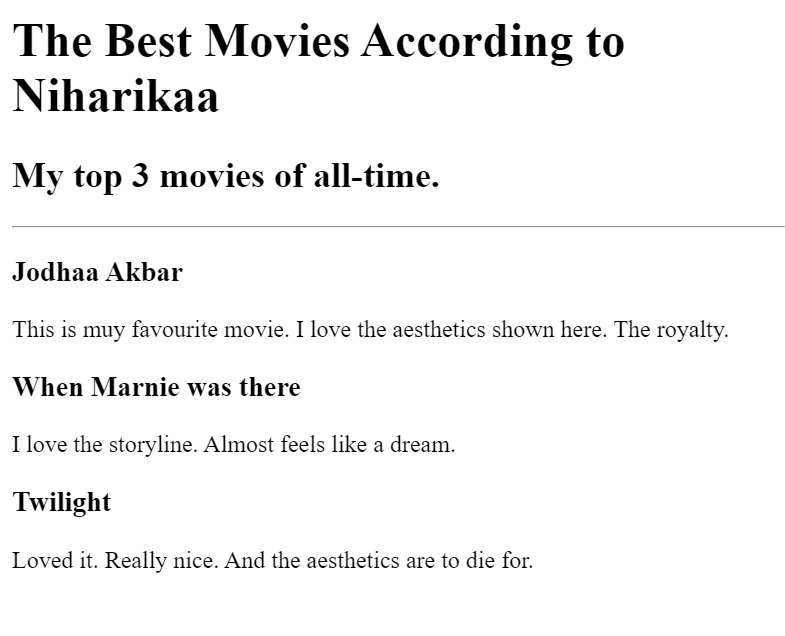 The Best Movies According to
Niharikaa
My top 3 movies of all-time.
Jodhaa Akbar
This is muy favourite movie. I love the aesthetics shown here. The royalty.
When Marnie was there
I love the storyline. Almost feels like a dream.
Twilight
Loved it. Really nice. And the aesthetics are to die for.